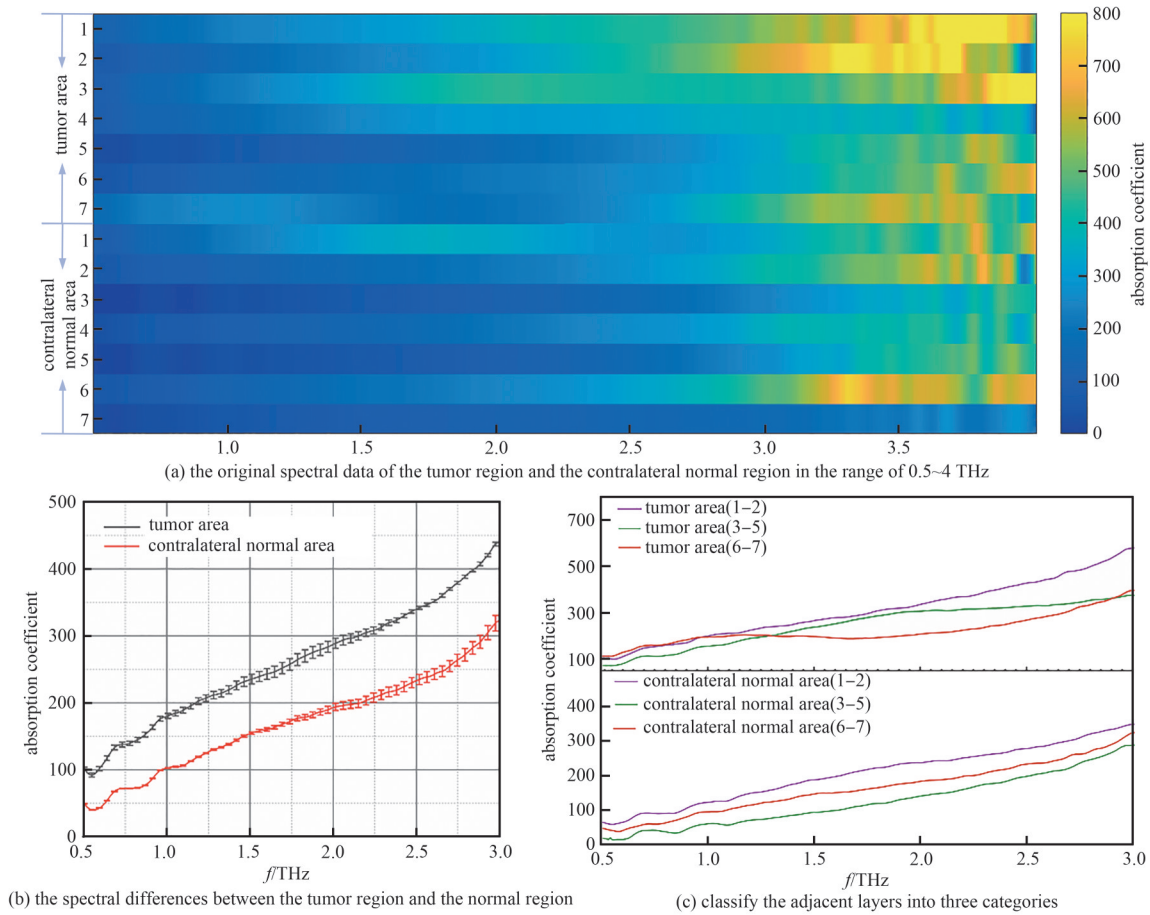 1
2
3
4
5
6
7
1
2
3
4
5
6
7
tumor area
contralateral
normal area
1.0 1.5 2.0 2.5 3.0 3.5
800
700
600
500
400
300
200
100
0
absorption coefficient
(a) the original spectral data of the tumor region and the contralateral normal region in the range of 0.5~4 THz
500
400
300
200
100
0
absorption coefficient
tumor area
contralateral normal area
0.5 1.0 1.5 2.0 2.5 3.0
f/THz
(b) the spectral differences between the tumor region and the normal region
700
500
300
100
tumor area(1−2)
tumor area(3−5)
tumor area(6−7)
400
300
200
100
0
absorption coefficient
contralateral normal area(1−2)
contralateral normal area(3−5)
contralateral normal area(6−7)
0.5 1.0 1.5 2.0 2.5 3.0
f/THz
(c) classify the adjacent layers into three categories